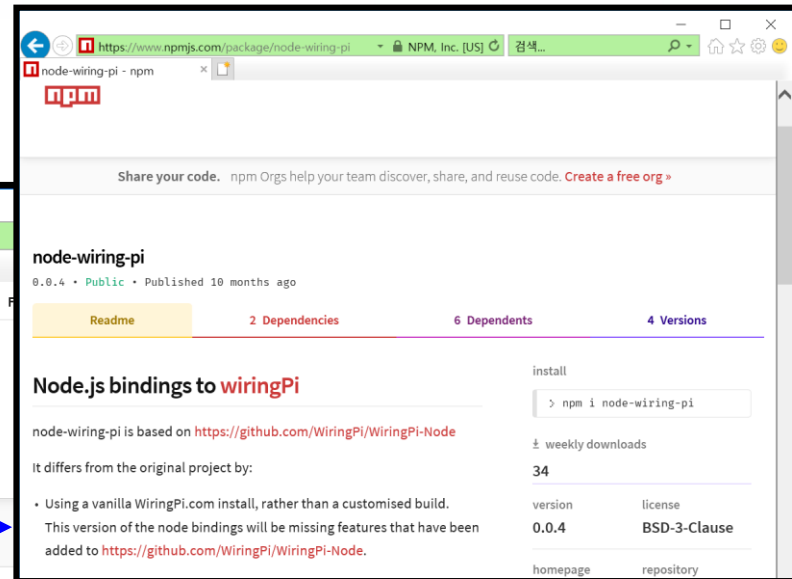 https://www.npmjs.com/package/node-wiring-pi NPM, Inc. [US] 검색...
node-wiring-pi - npm
npm
Share your code. npm Orgs help your team discover, share, and reuse code. Create a free org »
node-wiring-pi
0.0.4 • Public • Published 10 months ago
Readme 2 Dependencies 6 Dependents 4 Versions
Node.js bindings to wiringPi
node-wiring-pi is based on https://github.com/WiringPi/WiringPi-Node
It differs from the original project by:
• Using a vanilla WiringPi.com install, rather than a customised build.
This version of the node bindings will be missing features that have been
added to https://github.com/WiringPi/WiringPi-Node.
install
> npm i node-wiring-pi
weekly downloads
34
version license
0.0.4 BSD-3-Clause
homepage repository